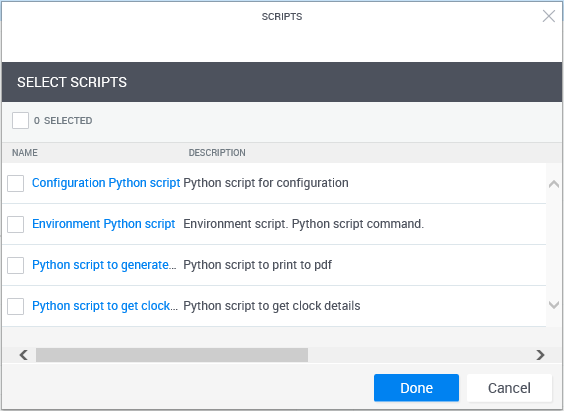 SCRIPTS
SELECT SCRIPTS
0 SELECTED
NAME DESCRIPTION
Configuration Python script Python script for configuration
Environment Python script Environment script. Python script command.
Python script to generate... Python script to print to pdf
Python script to get clock... Python script to get clock details
Done Cancel